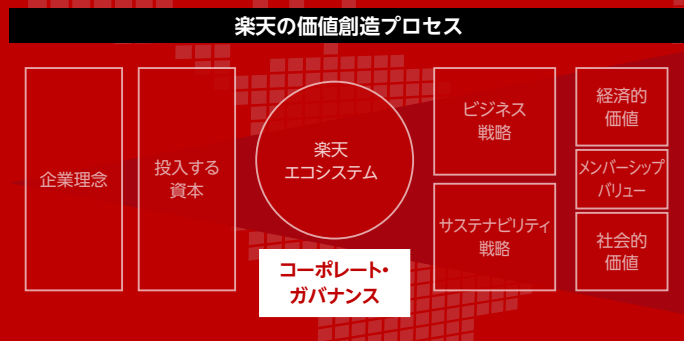 楽天の価値創造プロセス
企業理念
投入する
資本
楽天
エコシステム
コーポレート・
ガバナンス
ビジネス
戦略
サステナビリティ
戦略
経済的
価値
メンバーシップ
バリュー
社会的
価値